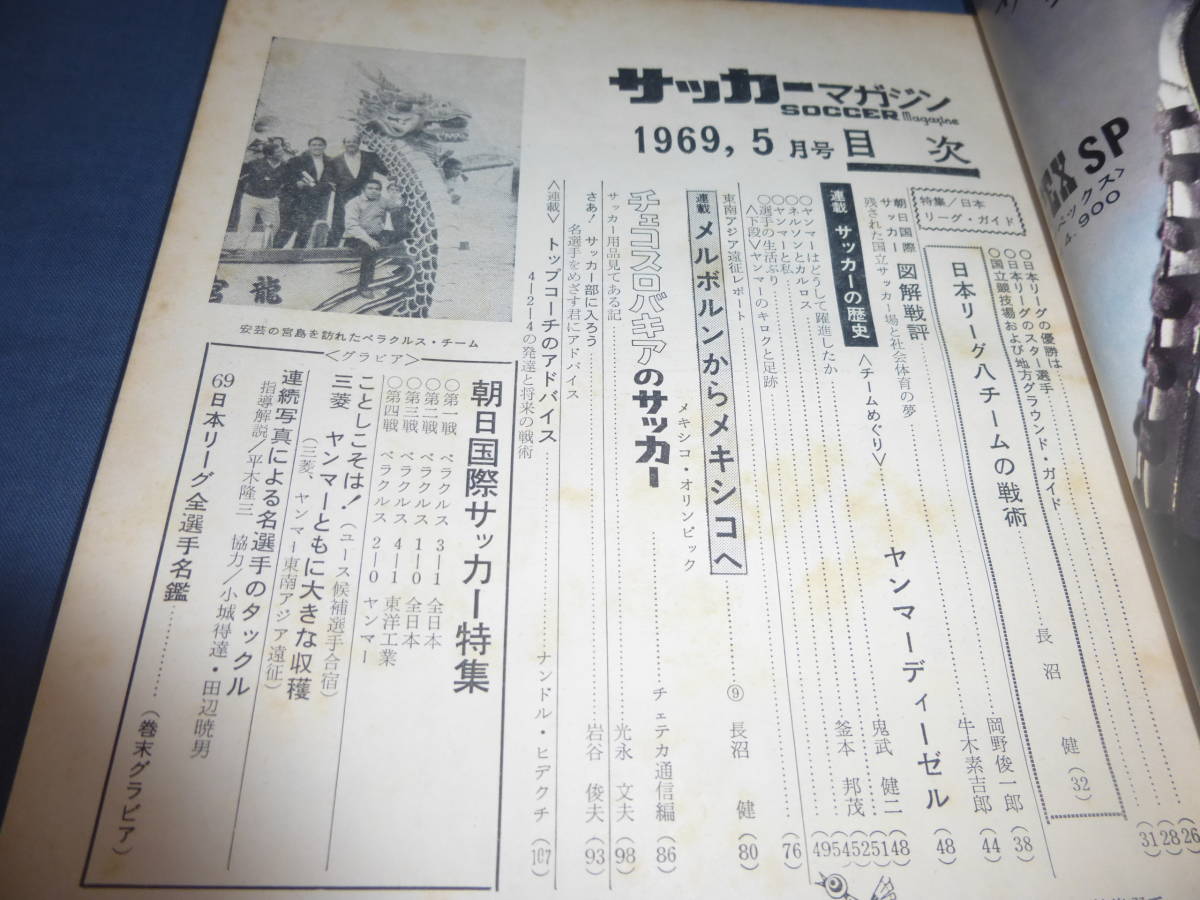 サッカーマガジン
SOCCER Magazine
1969, 5月号 目次
特集/日本リーグ・ガイド
○日本リーグの優勝は
(26)
○日本リーグのスター選手
(28)
○国立競技場および地方グラウンド・ガイド
(31)
日本リーグ八チームの戦術
長沼 健(32)
朝日国際サッカー 図解戦評
岡野俊一郎(38)
残された国立サッカー場と社会体育の夢
牛木素吉郎(44)
連載 サッカーの歴史
<チームめぐり> ヤンマーディーゼル
(48)
○ヤンマーはどうして躍進したか
鬼武 健二(48)
○ネルソンとカルロス
(51)
○ヤンマーと私
釜本 邦茂(52)
○選手の生活ぶり
(54)
<下段>ヤンマーのキロクと足跡
(49)
東南アジア遠征レポート
(76)
連載 メルボルンからメキシコへ
メキシコ・オリンピック
⑨ 長沼 健(80)
チェコスロバキアのサッカー
チェテカ通信編(86)
サッカー用品見てある記
光永 文夫(98)
さあ!サッカー部に入ろう
名選手をめざす君にアドバイス
岩谷 俊夫(93)
<連載> トップコーチのアドバイス
4-2-4の発達と将来の戦術
ナンドル・ヒデクチ(107)
宮龍
安芸の宮島を訪れたベラクルス・チーム
<グラビア>
朝日国際サッカー特集
○第一戦 ベラクルス 3-1 全日本
○第二戦 ベラクルス 1-0 全日本
○第三戦 ベラクルス 4-1 東洋工業
○第四戦 ベラクルス 2-0 ヤンマー
ことしこそは!(ユース候補選手合宿)
三菱 ヤンマーともに大きな収穫
(三菱、ヤンマー東南アジア遠征)
連続写真による名選手のタックル
指導解説/平木隆三 協力/小城得達・田辺暁男
69日本リーグ全選手名鑑
(巻末グラビア)
EX SP
ックス>
4,900